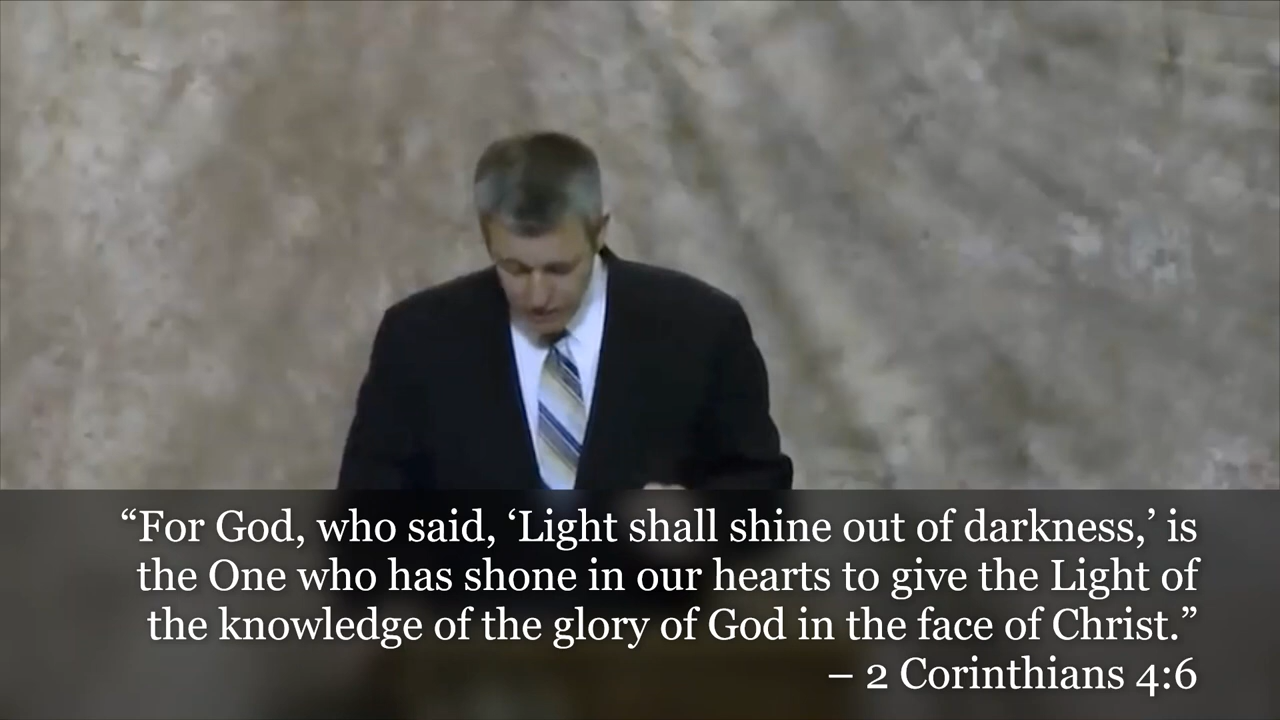 “For God, who said, ‘Light shall shine out of darkness,’ is
the One who has shone in our hearts to give the Light of
the knowledge of the glory of God in the face of Christ.”
– 2 Corinthians 4:6